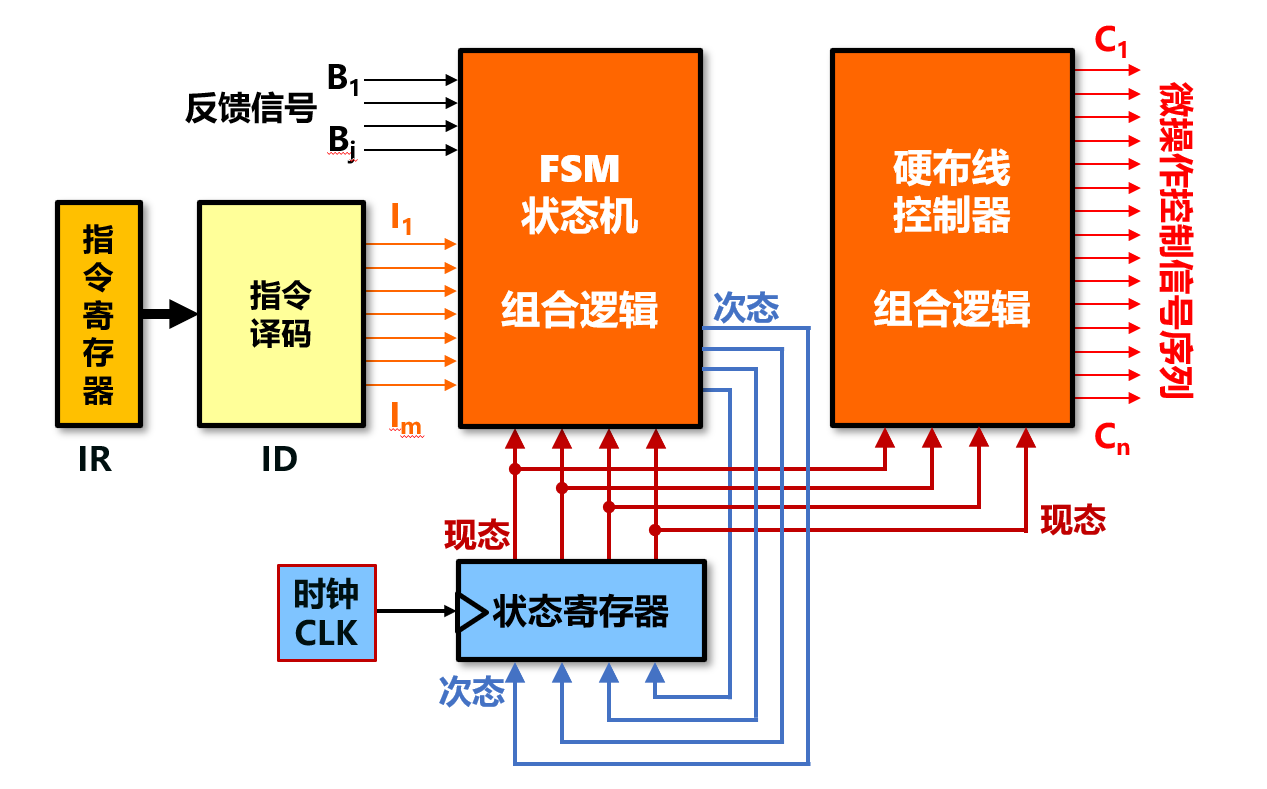 反馈信号
B1
Bj
指令寄存器
IR
指令
译码
ID
I1
Im
FSM
状态机
组合逻辑
硬布线
控制器
组合逻辑
C1
Cn
微操作控制信号序列
次态
现态
现态
时钟
CLK
状态寄存器
次态